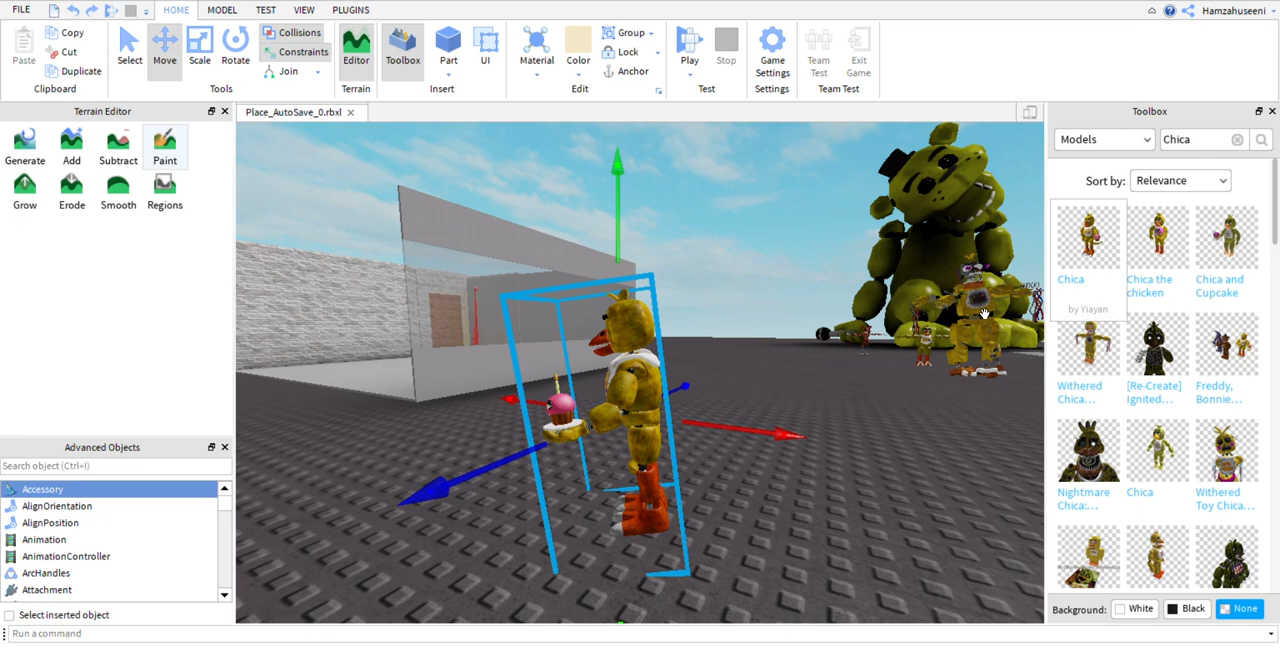 FILE
HOME
MODEL
TEST
VIEW
PLUGINS
Hamzahuseeni
Paste
Copy
Cut
Duplicate
Clipboard
Select
Move
Scale
Rotate
Collisions
Constraints
Join
Tools
Editor
Terrain
Toolbox
Part
UI
Insert
Material
Color
Group
Lock
Anchor
Edit
Play
Stop
Test
Game
Settings
Settings
Team
Test
Exit
Game
Team Test
Terrain Editor
Generate
Add
Subtract
Paint
Grow
Erode
Smooth
Regions
Advanced Objects
Search object (Ctrl+I)
Accessory
AlignOrientation
AlignPosition
Animation
AnimationController
ArcHandles
Attachment
Select inserted object
Run a command
Place_AutoSave_0.rbxl
Toolbox
Models
Chica
Sort by:
Relevance
Chica
by Yiayan
Chica the
chicken
Chica and
Cupcake
Withered
Chica...
[Re-Create]
Ignited...
Freddy,
Bonnie...
Nightmare
Chica:...
Chica
Withered
Toy Chica...
Background:
White
Black
None